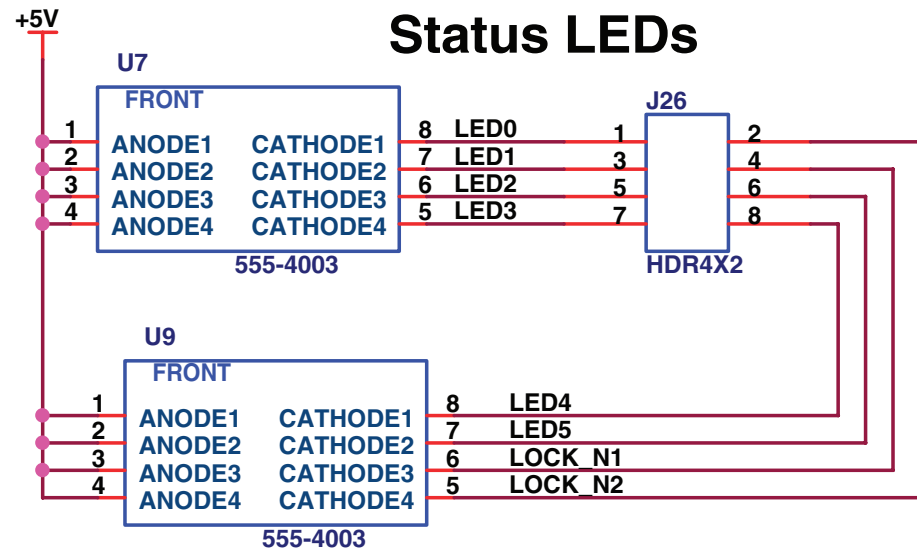 +5V
Status LEDs
U7
FRONT
J26
1 ANODE1 CATHODE1 8 LED0 1 2
2 ANODE2 CATHODE2 7 LED1 3 4
3 ANODE3 CATHODE3 6 LED2 5 6
4 ANODE4 CATHODE4 5 LED3 7 8
555-4003
HDR4X2
U9
FRONT
1 ANODE1 CATHODE1 8 LED4
2 ANODE2 CATHODE2 7 LED5
3 ANODE3 CATHODE3 6 LOCK_N1
4 ANODE4 CATHODE4 5 LOCK_N2
555-4003